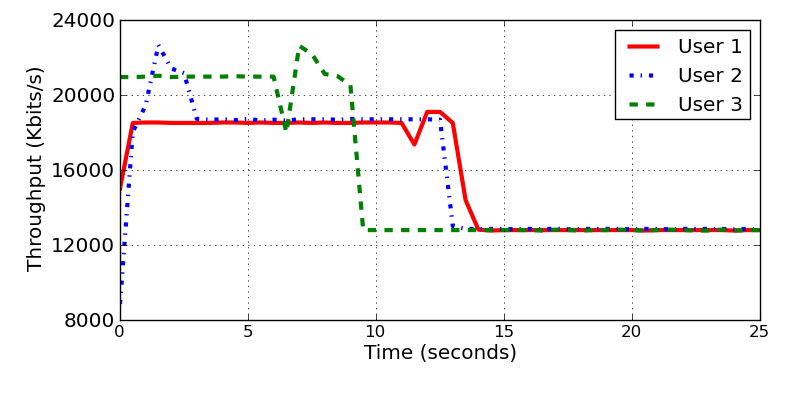 24000
20000
16000
12000
8000
Throughput (Kbits/s)
User 1
User 2
User 3
0 5 10 15 20 25
Time (seconds)